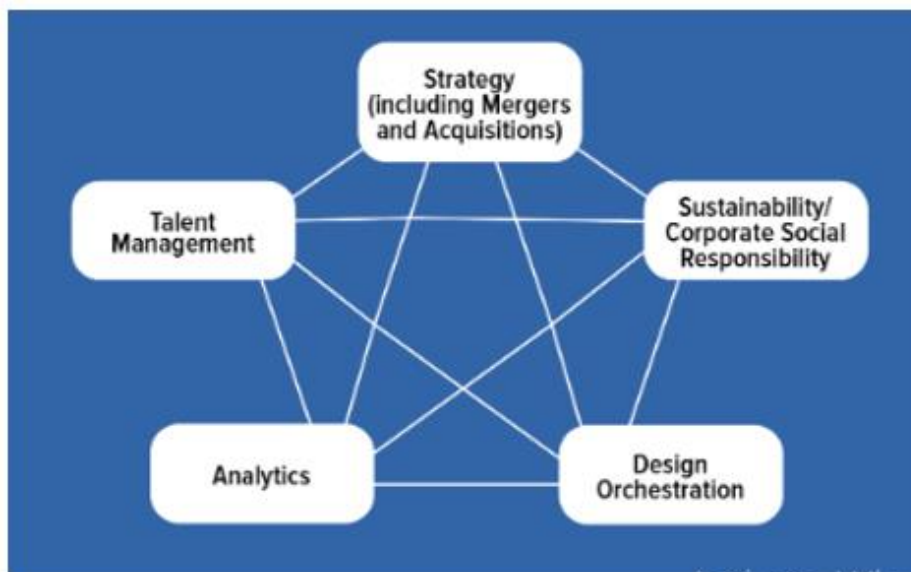 Strategy
(including Mergers
and Acquisitions)
Talent
Management
Sustainability/
Corporate Social
Responsibility
Analytics
Design
Orchestration